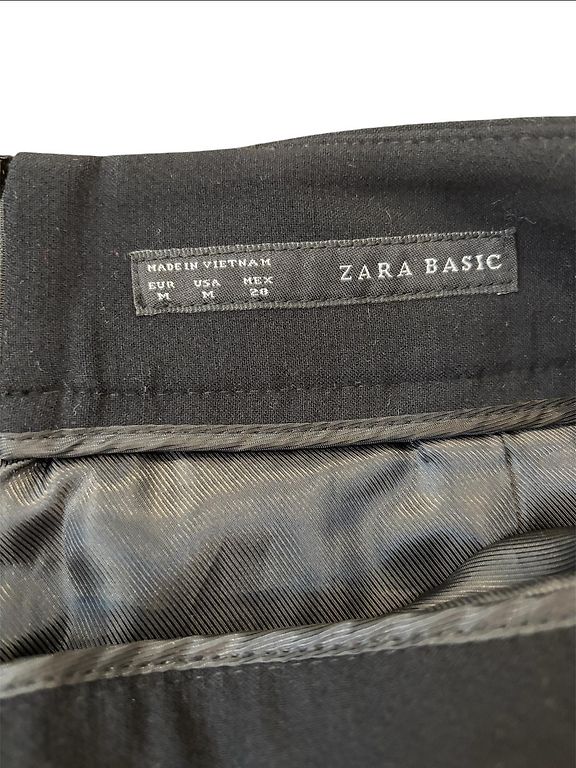 MADE IN VIETNAM
EUR USA MEX
M M 28
ZARA BASIC